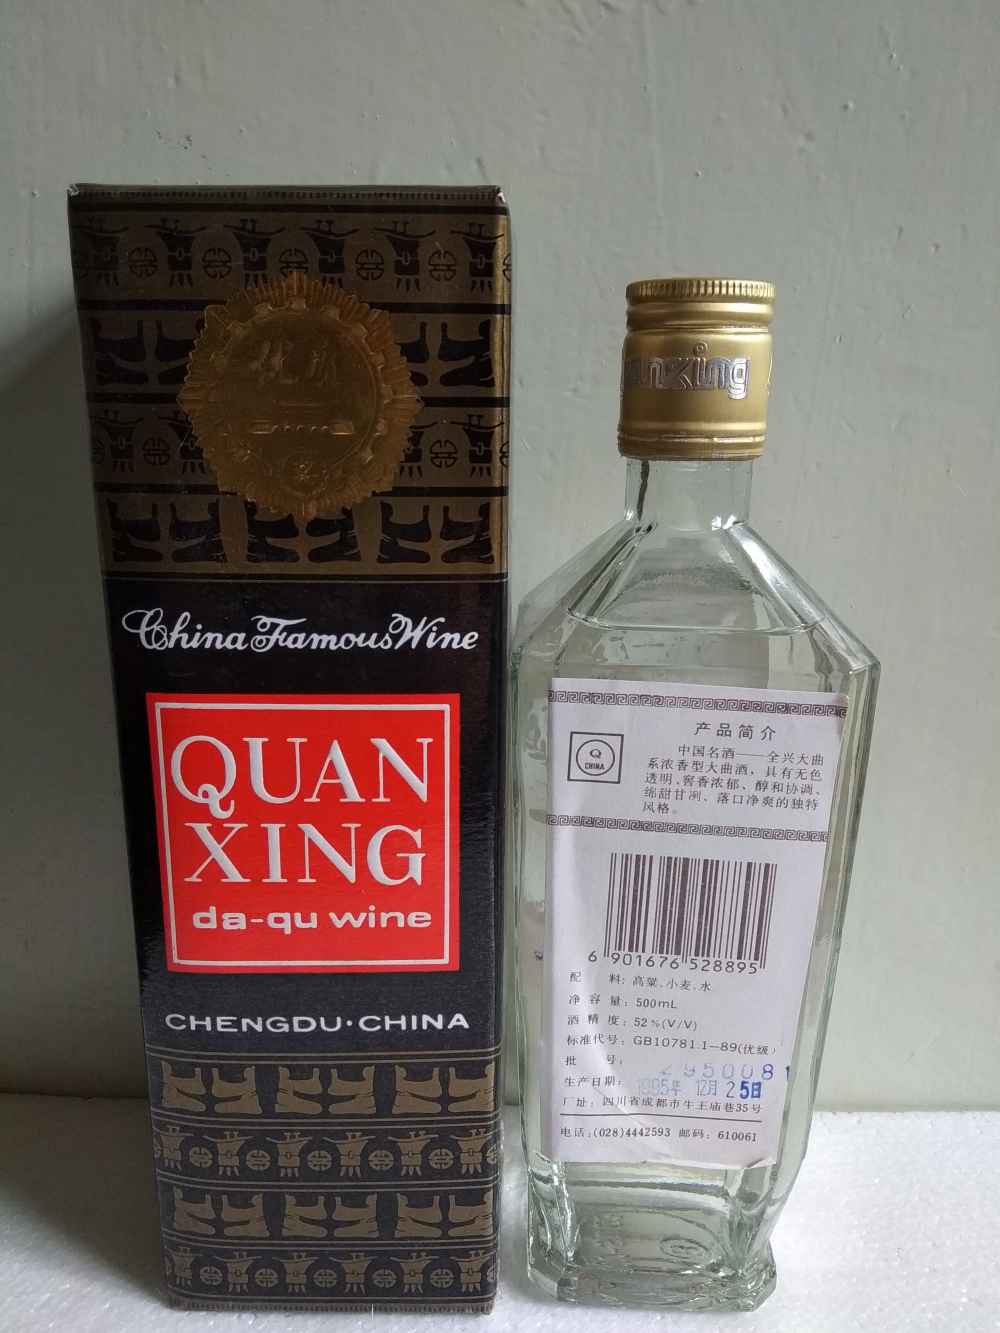 China Famous Wine
QUAN
XING
da-qu wine
CHENGDU·CHINA
anxing
产品简介
Q
CHINA
中国名酒——全兴大曲
系浓香型大曲酒，具有无色
透明、窖香浓郁、醇和协调、
绵甜甘冽、落口净爽的独特
风格。
6 901676 528895
配 料: 高粱、小麦、水
净 容 量: 500mL
酒 精 度: 52%(V/V)
标准代号: GB10781.1—89(优级)
批 号: 295008
生产日期: 1995年 12月 25日
厂 址: 四川省成都市牛王庙巷35号
电话:(028)4442593 邮码: 610061